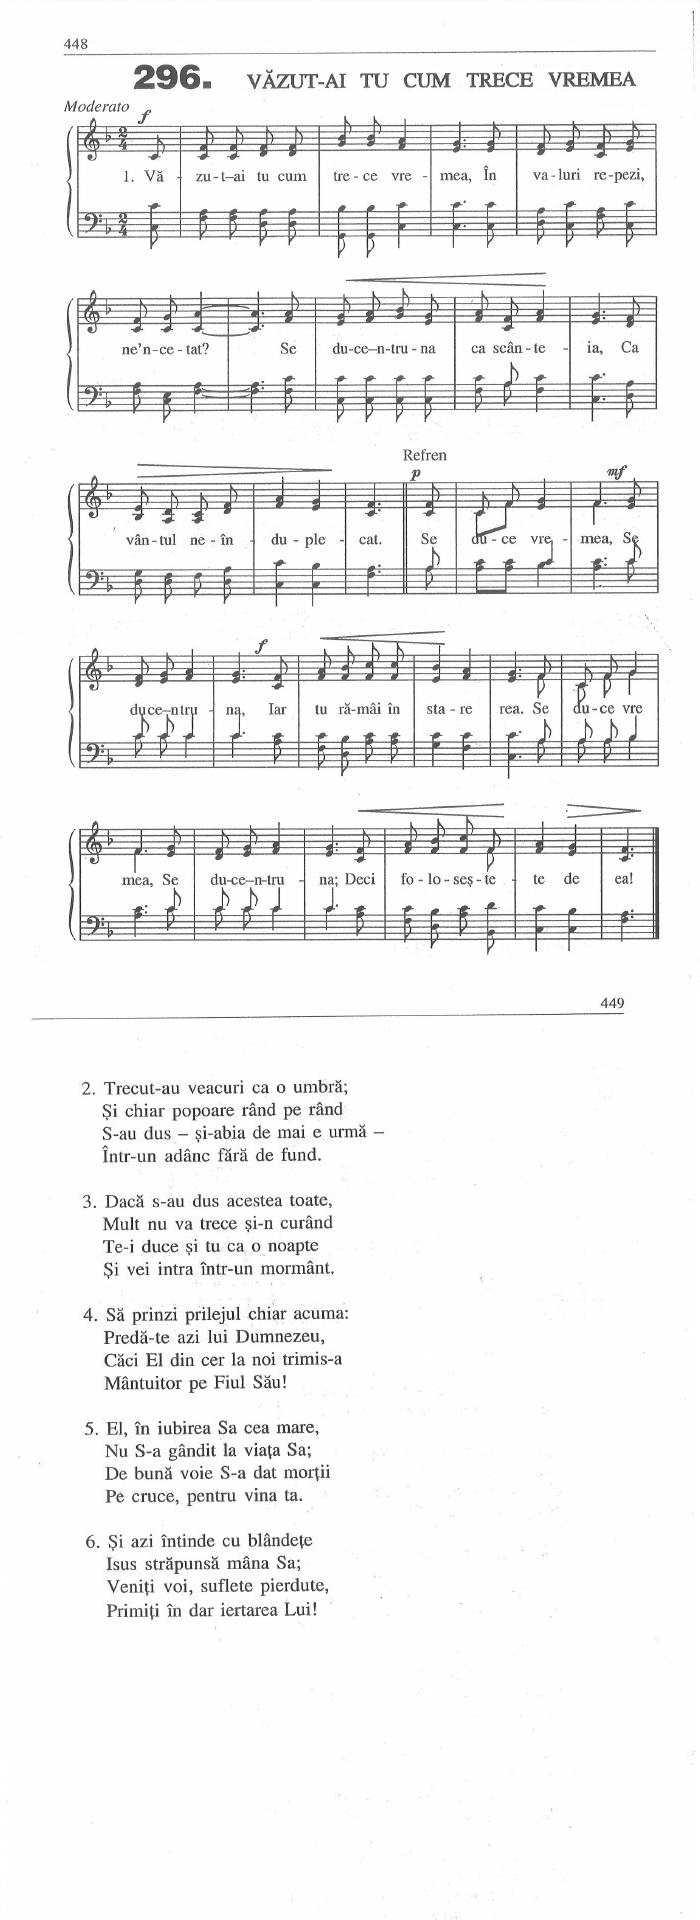 448
296. VĂZUT-AI TU CUM TRECE VREMEA
Moderato f
1. Vă - zu-t–ai tu cum tre - ce vre - mea, În va - luri re - pezi,
ne'n - ce - tat? Se du-ce–n-tru - na ca scân - te - ia, Ca
Refren
p mf
vân - tul ne - în - du - ple - cat. Se du - ce vre - mea, Se
f
duce–ntru - na, Iar tu ră-mâi în sta - re rea. Se du - ce vre
mea, Se du-ce–n-tru - na; Deci fo - lo - seș - te - te de ea!
449
2. Trecut-au veacuri ca o umbră;
Și chiar popoare rând pe rând
S-au dus – și-abia de mai e urmă –
Într-un adânc fără de fund.
3. Dacă s-au dus acestea toate,
Mult nu va trece și-n curând
Te-i duce și tu ca o noapte
Și vei intra într-un mormânt.
4. Să prinzi prilejul chiar acuma:
Predă-te azi lui Dumnezeu,
Căci El din cer la noi trimis-a
Mântuitor pe Fiul Său!
5. El, în iubirea Sa cea mare,
Nu S-a gândit la viața Sa;
De bună voie S-a dat morții
Pe cruce, pentru vina ta.
6. Și azi întinde cu blândețe
Isus străpunsă mâna Sa;
Veniți voi, suflete pierdute,
Primiți în dar iertarea Lui!